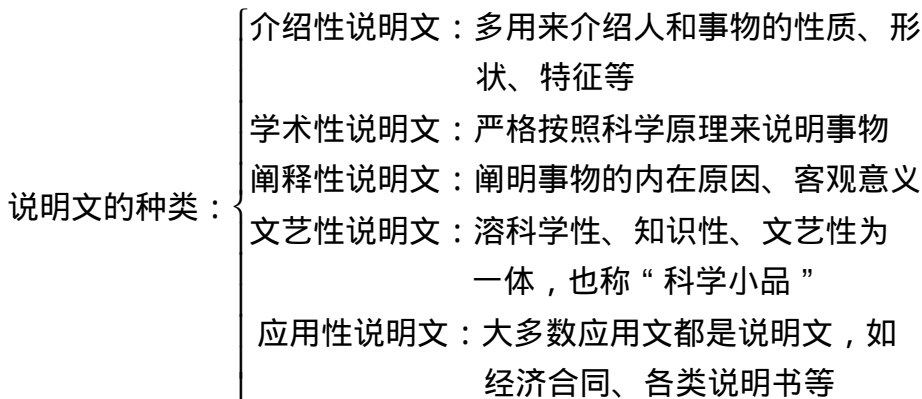 介绍性说明文：多用来介绍人和事物的性质、形
状、特征等
学术性说明文：严格按照科学原理来说明事物
阐释性说明文：阐明事物的内在原因、客观意义
说明文的种类：
文艺性说明文：溶科学性、知识性、文艺性为
一体，也称“科学小品”
应用性说明文：大多数应用文都是说明文，如
经济合同、各类说明书等